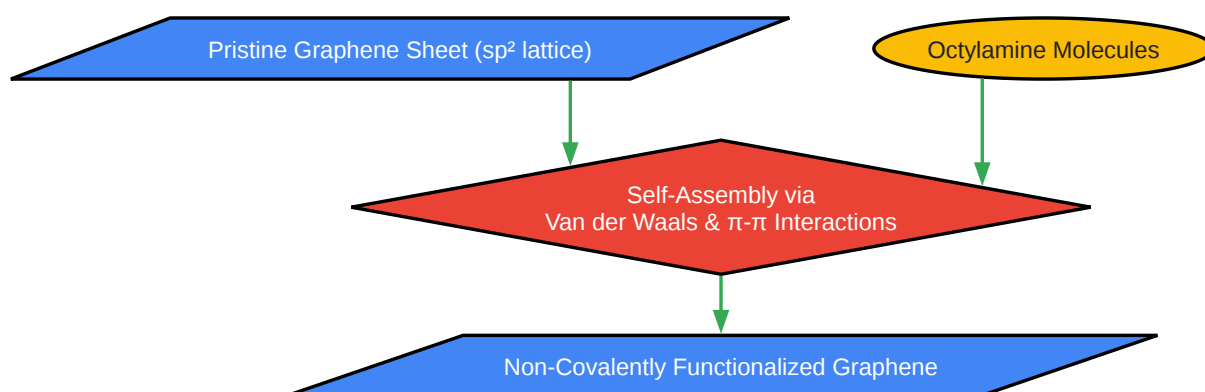 Pristine Graphene Sheet (sp² lattice)
Octylamine Molecules
Self-Assembly via
Van der Waals & π-π Interactions
Non-Covalently Functionalized Graphene